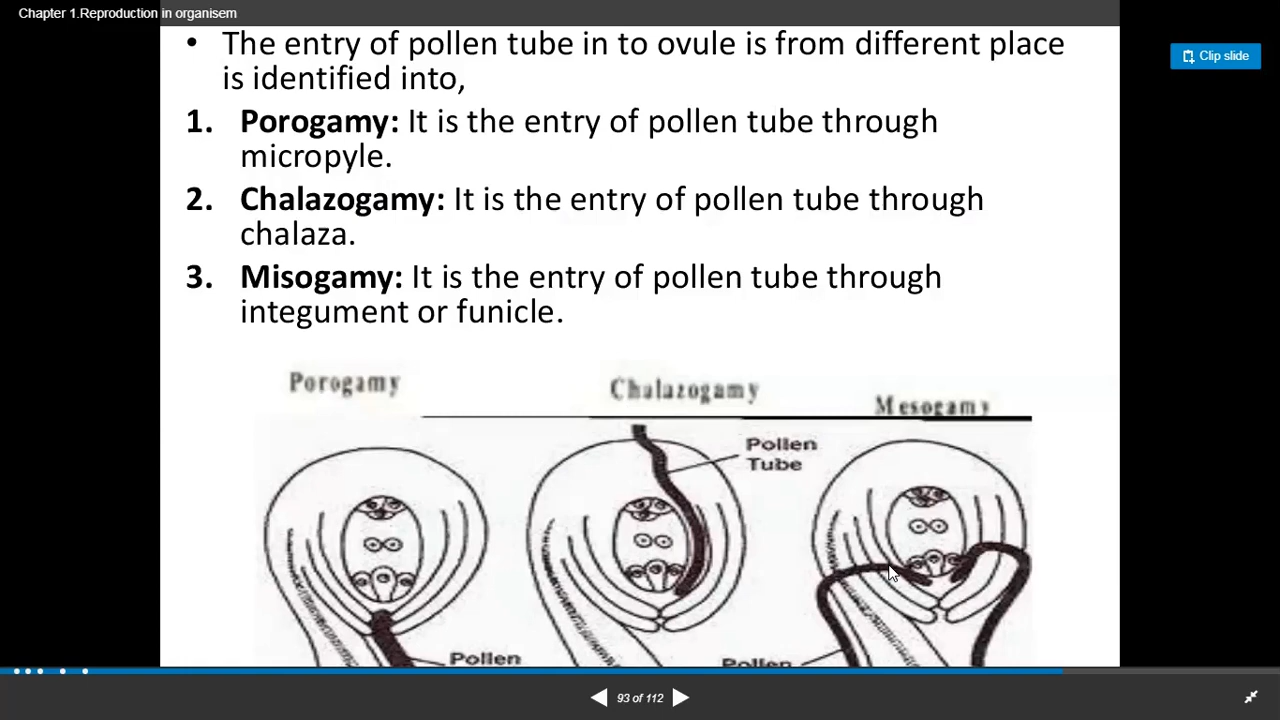 Chapter 1.Reproduction in organisem
Clip slide
• The entry of pollen tube in to ovule is from different place
is identified into,
1. Porogamy: It is the entry of pollen tube through
micropyle.
2. Chalazogamy: It is the entry of pollen tube through
chalaza.
3. Misogamy: It is the entry of pollen tube through
integument or funicle.
Porogamy
Chalazogamy
Mesogamy
Pollen
Tube
Pollen
Pollen
93 of 112